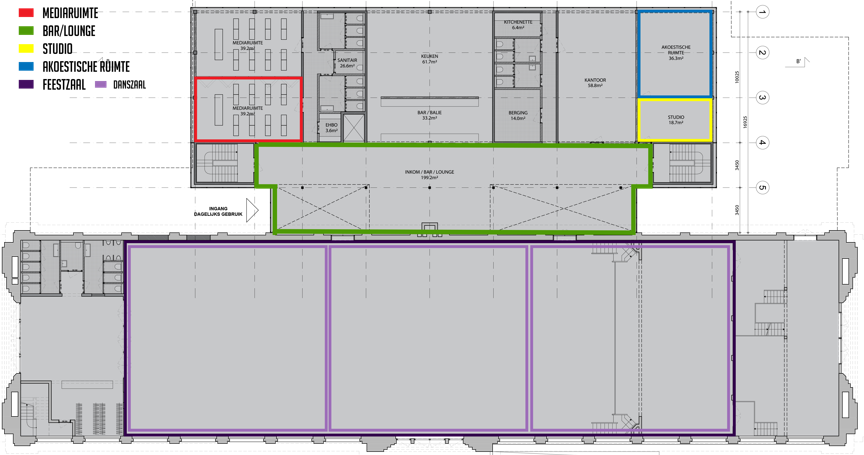 MEDIARUIMTE
BAR/LOUNGE
STUDIO
AKOESTISCHE RUIMTE
FEESTZAAL DANSZAAL
MEDIARUIMTE
39.2m²
MEDIARUIMTE
39.2m²
SANITAIR
26.6m²
EHBO
3.6m²
KEUKEN
61.7m²
BAR / BALIE
33.2m²
KITCHENETTE
6.4m²
BERGING
14.0m²
KANTOOR
58.8m²
AKOESTISCHE
RUIMTE
36.3m²
STUDIO
18.7m²
INKOM / BAR / LOUNGE
199.2m²
INGANG
DAGELIJKS GEBRUIK
1
2
3
4
5
10025
16925
3450
3450
B'